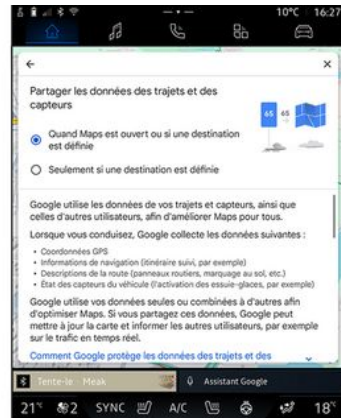 10°C 16:27
Partager les données des trajets et des
capteurs
65 65
Quand Maps est ouvert ou si une destination
est définie
Seulement si une destination est définie
Google utilise les données de vos trajets et capteurs, ainsi que
celles d'autres utilisateurs, afin d'améliorer Maps pour tous.
Lorsque vous conduisez, Google collecte les données suivantes :
• Coordonnées GPS
• Informations de navigation (itinéraire suivi, par exemple)
• Descriptions de la route (panneaux routiers, marquage au sol, etc.)
• État des capteurs du véhicule (l'activation des essuie-glaces, par exemple)
Google utilise vos données seules ou combinées à d'autres afin
d'optimiser Maps. Si vous partagez ces données, Google peut
mettre à jour la carte et informer les autres utilisateurs, par exemple
sur le trafic en temps réel.
Comment Google protège les données des trajets et des
Tente-le Meak Assistant Google
21° 2 SYNC A/C 18°